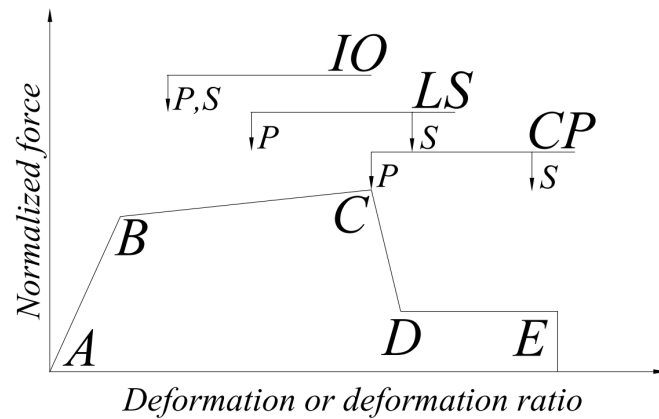 Normalized force
IO
P,S
LS
P
S
CP
P
S
B
C
A
D
E
Deformation or deformation ratio